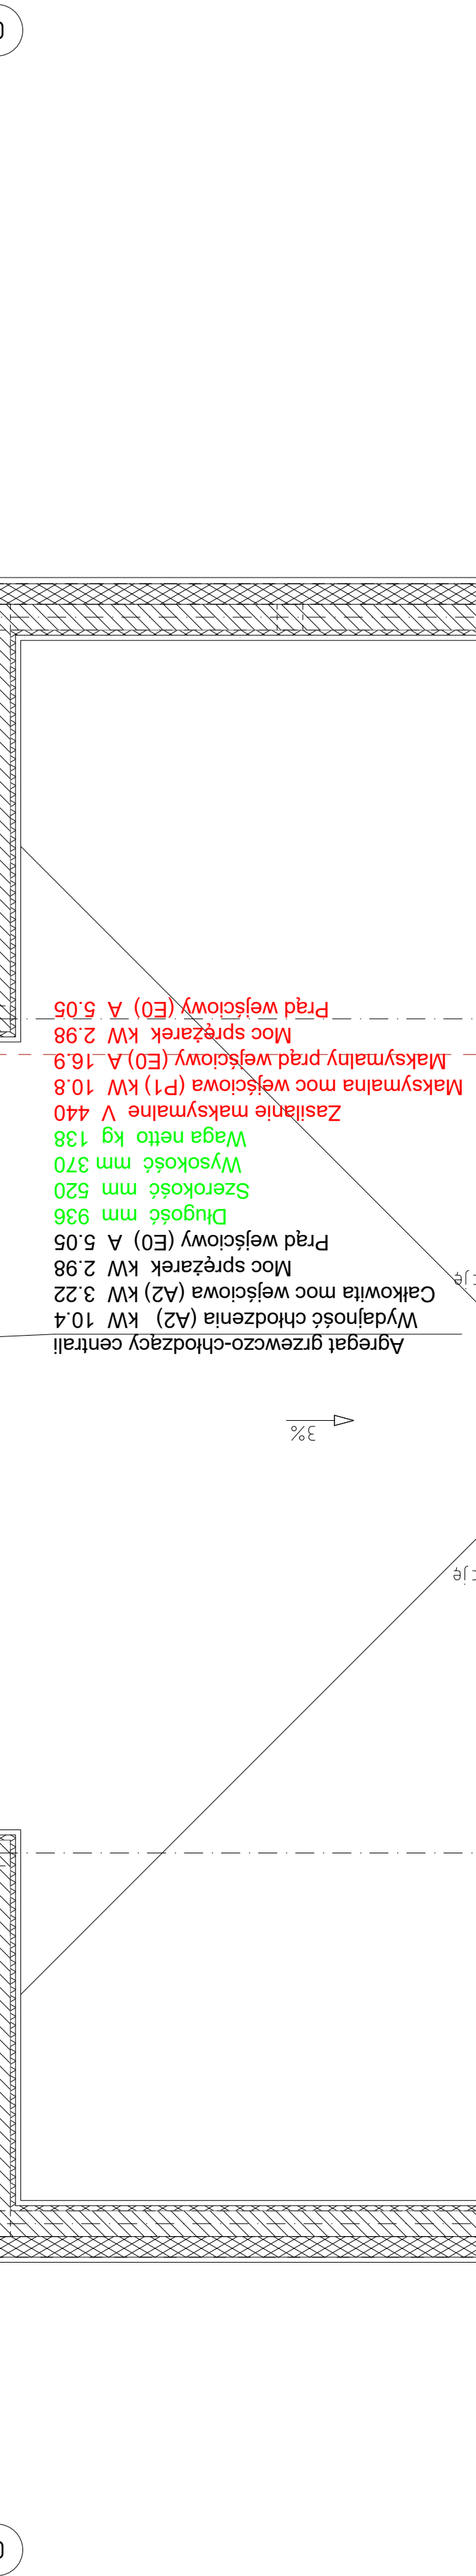 3%
Agregat grzewczo-chłodzący centrali
Wydajność chłodzenia (A2) kW 10.4
Całkowita moc wejściowa (A2) kW 3.22
Moc sprężarek kW 2.98
Prąd wejściowy (E0) A 5.05
Długość mm 936
Szerokość mm 520
Wysokość mm 370
Waga netto kg 138
Zasilanie maksymalne V 440
Maksymalna moc wejściowa (P1) kW 10.8
Maksymalny prąd wejściowy (E0) A 16.9
Moc sprężarek kW 2.98
Prąd wejściowy (E0) A 5.05